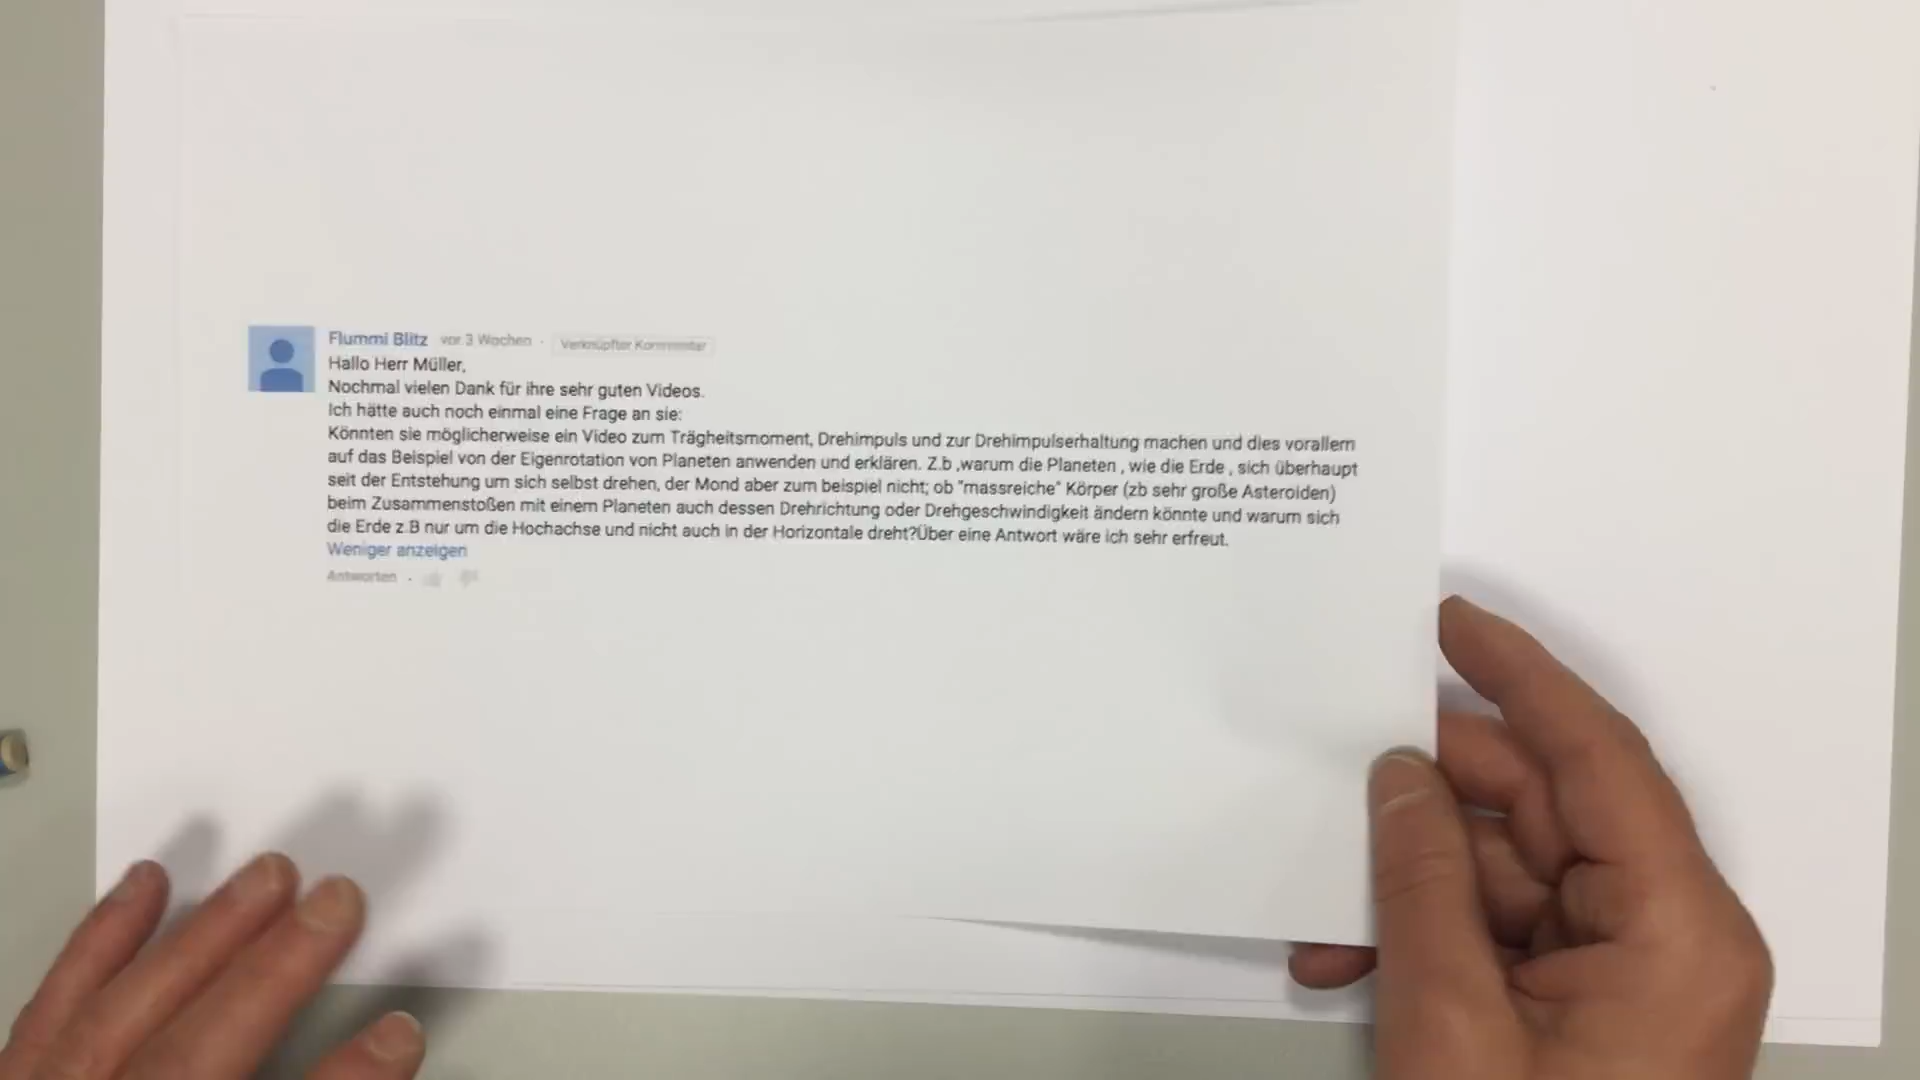 Flummi Blitz vor 3 Wochen · Verknüpfter Kommentar
Hallo Herr Müller,
Nochmal vielen Dank für ihre sehr guten Videos.
Ich hätte auch noch einmal eine Frage an sie:
Könnten sie möglicherweise ein Video zum Trägheitsmoment, Drehimpuls und zur Drehimpulserhaltung machen und dies vorallem
auf das Beispiel von der Eigenrotation von Planeten anwenden und erklären. Z.b ,warum die Planeten , wie die Erde , sich überhaupt
seit der Entstehung um sich selbst drehen, der Mond aber zum beispiel nicht; ob "massreiche" Körper (zb sehr große Asteroiden)
beim Zusammenstoßen mit einem Planeten auch dessen Drehrichtung oder Drehgeschwindigkeit ändern könnte und warum sich
die Erde z.B nur um die Hochachse und nicht auch in der Horizontale dreht?Über eine Antwort wäre ich sehr erfreut.
Weniger anzeigen
Antworten ·